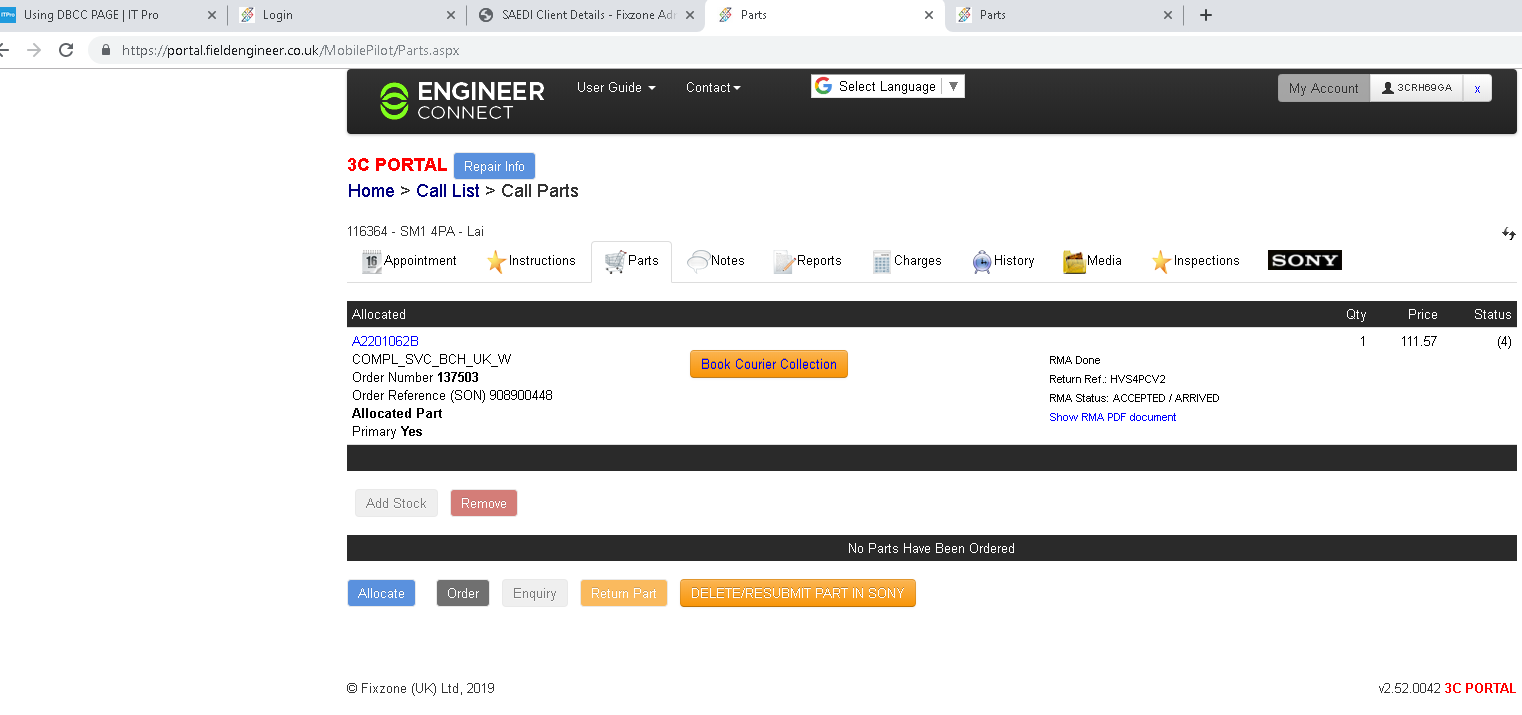 ITPro Using DBCC PAGE | IT Pro
Login
SAEDI Client Details - Fixzone Adr
Parts
Parts
https://portal.fieldengineer.co.uk/MobilePilot/Parts.aspx
ENGINEER
CONNECT
User Guide
Contact
G Select Language ▼
My Account
3CRH69GA
x
3C PORTAL Repair Info
Home > Call List > Call Parts
116364 - SM1 4PA - Lai
16 Appointment
Instructions
Parts
Notes
Reports
Charges
History
Media
Inspections
SONY
Allocated Qty Price Status
A2201062B 1 111.57 (4)
COMPL_SVC_BCH_UK_W
Order Number 137503
Order Reference (SON) 908900448
Allocated Part
Primary Yes
Book Courier Collection
RMA Done
Return Ref.: HVS4PCV2
RMA Status: ACCEPTED / ARRIVED
Show RMA PDF document
Add Stock Remove
No Parts Have Been Ordered
Allocate Order Enquiry Return Part DELETE/RESUBMIT PART IN SONY
© Fixzone (UK) Ltd, 2019
v2.52.0042 3C PORTAL